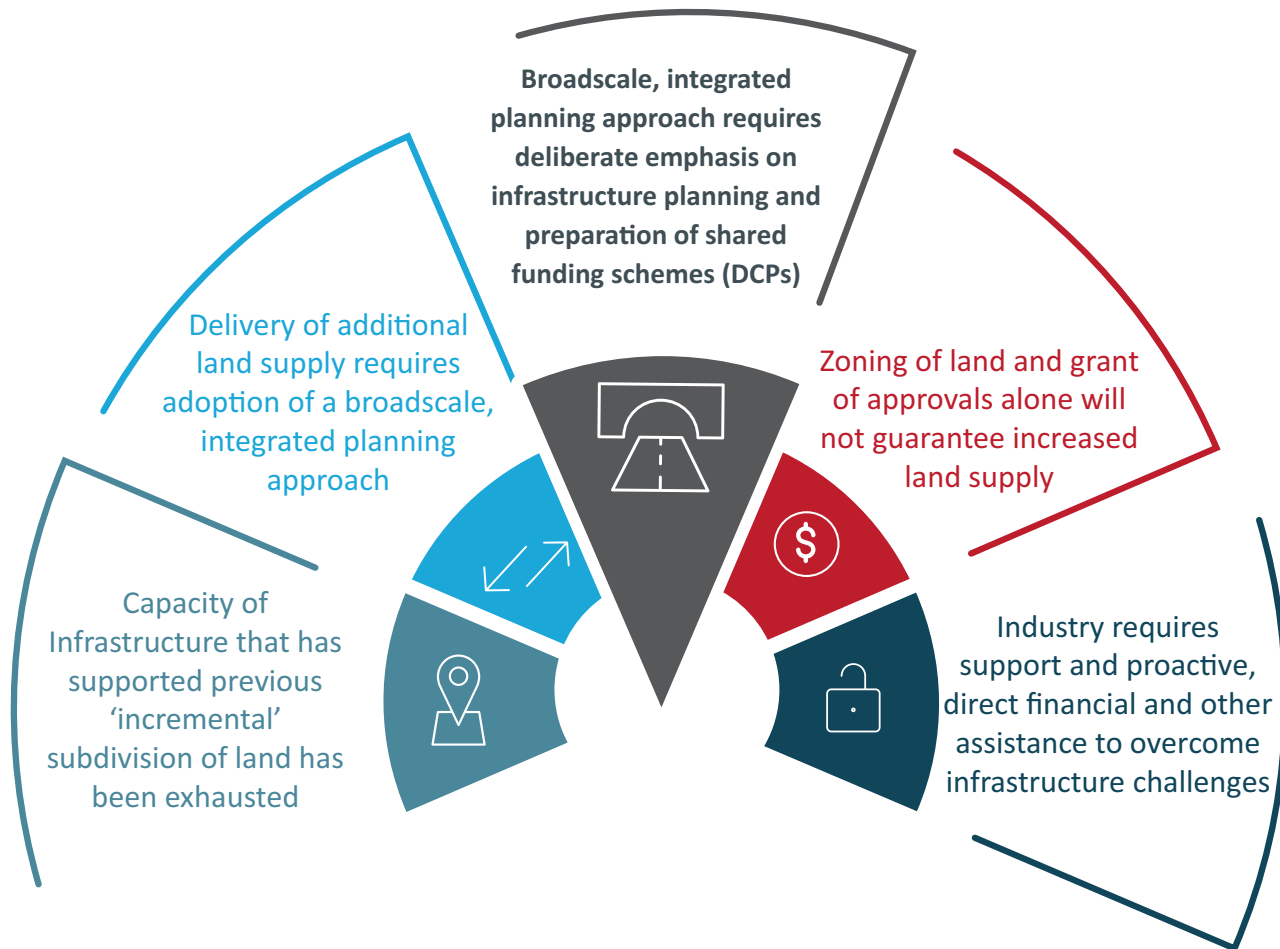 Broadscale, integrated
planning approach requires
deliberate emphasis on
infrastructure planning and
preparation of shared
funding schemes (DCPs)
Delivery of additional
land supply requires
adoption of a broadscale,
integrated planning
approach
Zoning of land and grant
of approvals alone will
not guarantee increased
land supply
$
Capacity of
Infrastructure that has
supported previous
‘incremental’
subdivision of land has
been exhausted
Industry requires
support and proactive,
direct financial and other
assistance to overcome
infrastructure challenges